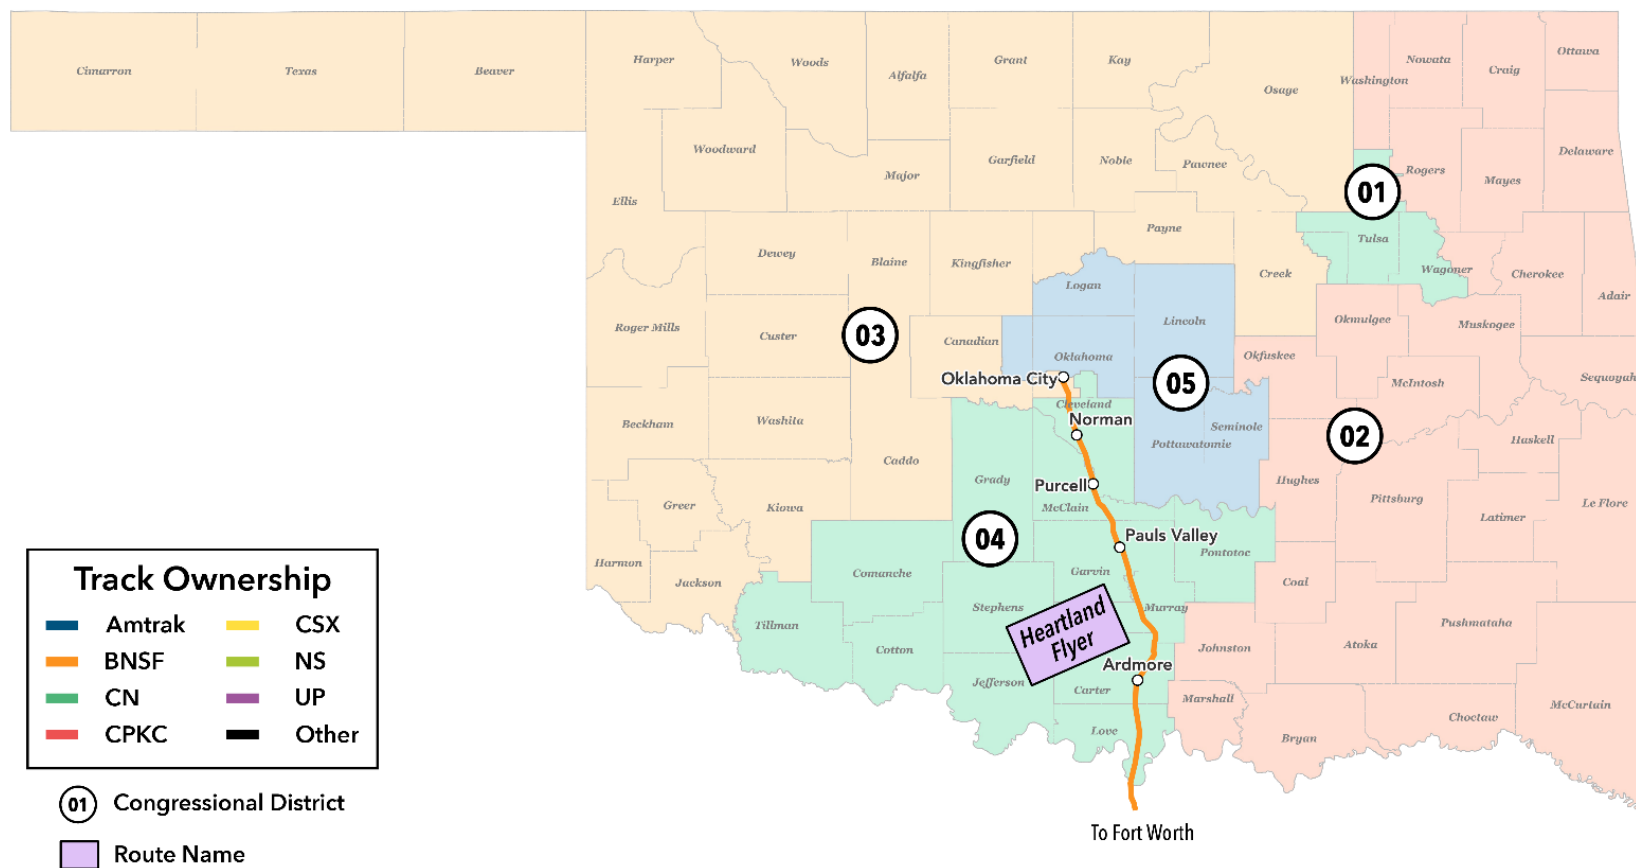 Cimarron
Texas
Beaver
Harper
Woods
Alfalfa
Grant
Kay
Osage
Washington
Nowata
Craig
Ottawa
Woodward
Major
Garfield
Noble
Pawnee
Rogers
Mayes
Delaware
01
Ellis
Dewey
Blaine
Kingfisher
Payne
Creek
Tulsa
Wagoner
Cherokee
Adair
Logan
Lincoln
Okmulgee
Muskogee
Roger Mills
Custer
03
Canadian
Oklahoma
Okfuskee
McIntosh
Sequoyah
Oklahoma City
05
Cleveland
Norman
Beckham
Washita
Caddo
Pottawatomie
Seminole
02
Haskell
Grady
Purcell
McClain
Hughes
Pittsburg
Latimer
Le Flore
Greer
Kiowa
04
Pauls Valley
Pontotoc
Harmon
Jackson
Comanche
Garvin
Coal
Tillman
Stephens
Murray
Heartland
Flyer
Cotton
Johnston
Atoka
Pushmataha
Jefferson
Ardmore
Carter
Marshall
McCurtain
Love
Bryan
Choctaw
To Fort Worth
Track Ownership
Amtrak
CSX
BNSF
NS
CN
UP
CPKC
Other
01 Congressional District
Route Name